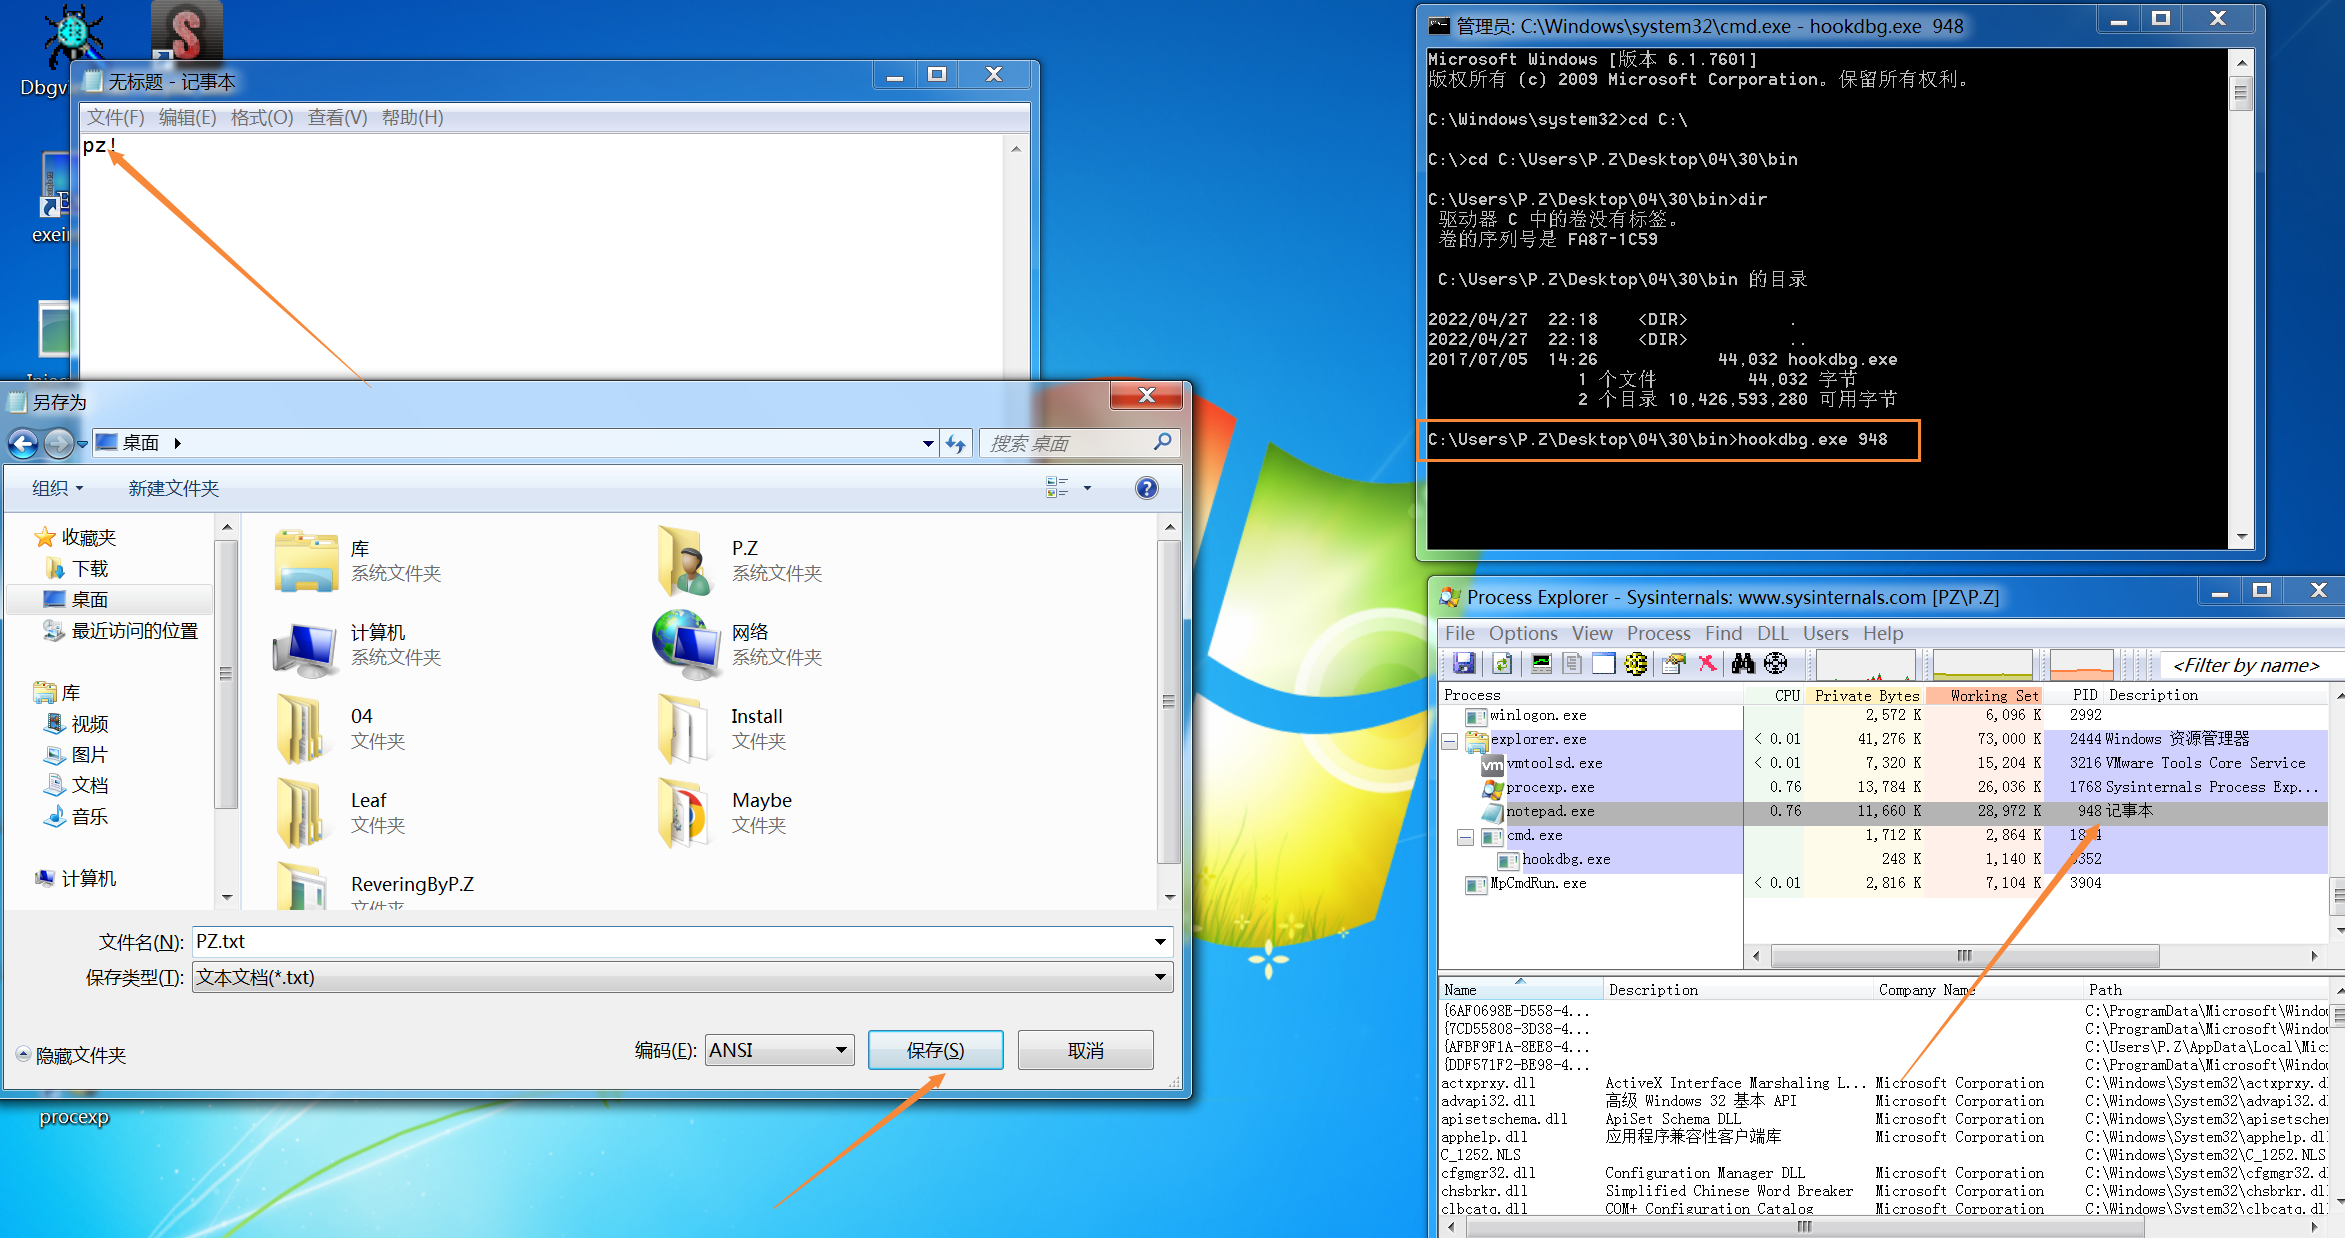 Dbgv
无标题 - 记事本
文件(F) 编辑(E) 格式(O) 查看(V) 帮助(H)
pz!
exein
另存为
桌面
搜索 桌面
组织
新建文件夹
收藏夹
下载
桌面
最近访问的位置
库
视频
图片
文档
音乐
计算机
库
系统文件夹
P.Z
系统文件夹
计算机
系统文件夹
网络
系统文件夹
04
文件夹
Install
文件夹
Leaf
文件夹
Maybe
文件夹
ReveringByP.Z
文件夹
文件名(N): PZ.txt
保存类型(T): 文本文档(*.txt)
隐藏文件夹
编码(E): ANSI
保存(S)
取消
procexp
管理员: C:\Windows\system32\cmd.exe - hookdbg.exe 948
Microsoft Windows [版本 6.1.7601]
版权所有 (c) 2009 Microsoft Corporation。保留所有权利。
C:\Windows\system32>cd C:\
C:\>cd C:\Users\P.Z\Desktop\04\30\bin
C:\Users\P.Z\Desktop\04\30\bin>dir
驱动器 C 中的卷没有标签。
卷的序列号是 FA87-1C59
C:\Users\P.Z\Desktop\04\30\bin 的目录
2022/04/27 22:18 <DIR> .
2022/04/27 22:18 <DIR> ..
2017/07/05 14:26 44,032 hookdbg.exe
1 个文件 44,032 字节
2 个目录 10,426,593,280 可用字节
C:\Users\P.Z\Desktop\04\30\bin>hookdbg.exe 948
Process Explorer - Sysinternals: www.sysinternals.com [PZ\P.Z]
File Options View Process Find DLL Users Help
<Filter by name>
Process CPU Private Bytes Working Set PID Description
winlogon.exe 2,572 K 6,096 K 2992
explorer.exe < 0.01 41,276 K 73,000 K 2444 Windows 资源管理器
vmtoolsd.exe < 0.01 7,320 K 15,204 K 3216 VMware Tools Core Service
procexp.exe 0.76 13,784 K 26,036 K 1768 Sysinternals Process Exp...
notepad.exe 0.76 11,660 K 28,972 K 948 记事本
cmd.exe 1,712 K 2,864 K
hookdbg.exe 248 K 1,140 K
MpCmdRun.exe < 0.01 2,816 K 7,104 K 3904
Name Description Company Name Path
{6AF0698E-D558-4... C:\ProgramData\Microsoft\Windo
{7CD55808-3D38-4... C:\ProgramData\Microsoft\Windo
{AFBF9F1A-8EE8-4... C:\Users\P.Z\AppData\Local\Mic
{DDF571F2-BE98-4... C:\ProgramData\Microsoft\Windo
actxprxy.dll ActiveX Interface Marshaling L... Microsoft Corporation C:\Windows\System32\actxprxy.d
advapi32.dll 高级 Windows 32 基本 API Microsoft Corporation C:\Windows\System32\advapi32.d
apisetschema.dll ApiSet Schema DLL Microsoft Corporation C:\Windows\System32\apisetsche
apphelp.dll 应用程序兼容性客户端库 Microsoft Corporation C:\Windows\System32\apphelp.dl
C_1252.NLS C:\Windows\System32\C_1252.NLS
cfgmgr32.dll Configuration Manager DLL Microsoft Corporation C:\Windows\System32\cfgmgr32.d
chsbrkr.dll Simplified Chinese Word Breaker Microsoft Corporation C:\Windows\System32\chsbrkr.dl
clbcatq.dll COM+ Configuration Catalog Microsoft Corporation C:\Windows\System32\clbcatq.dl